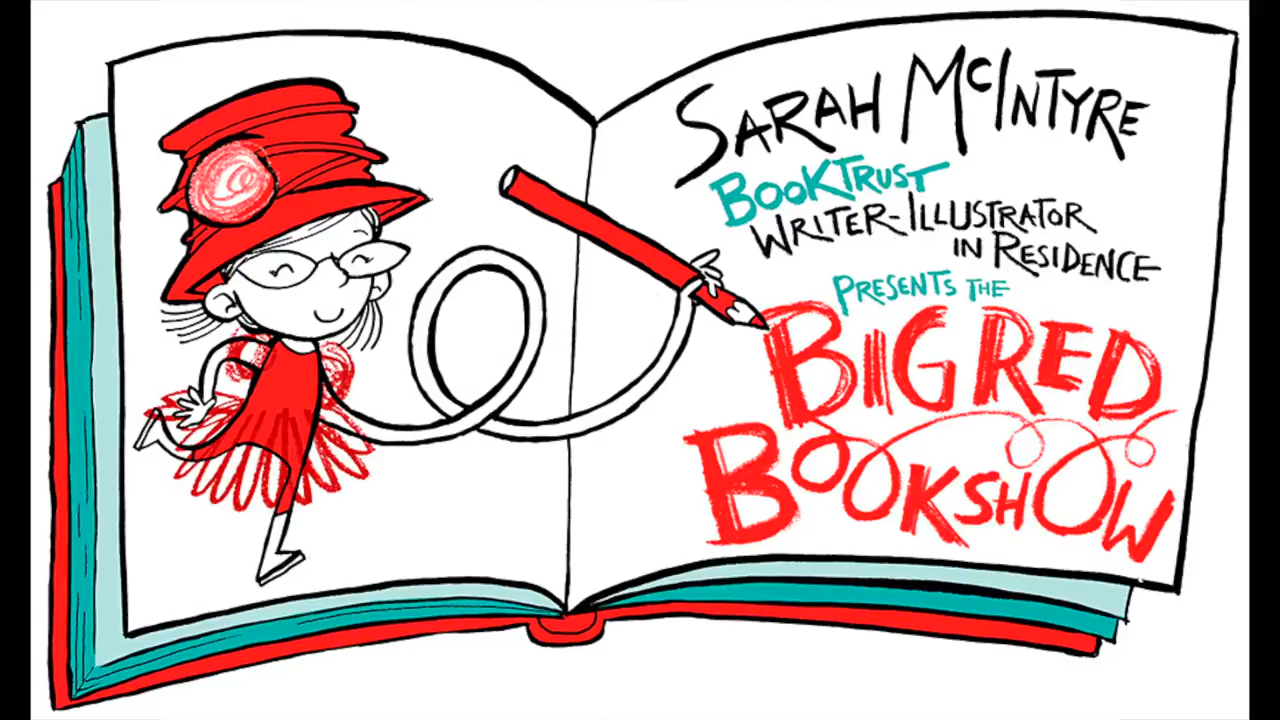 SARAH McINTYRE
BOOKTRUST
WRITER-ILLUSTRATOR
IN RESIDENCE
PRESENTS THE
BIG RED
BOOKSHOW